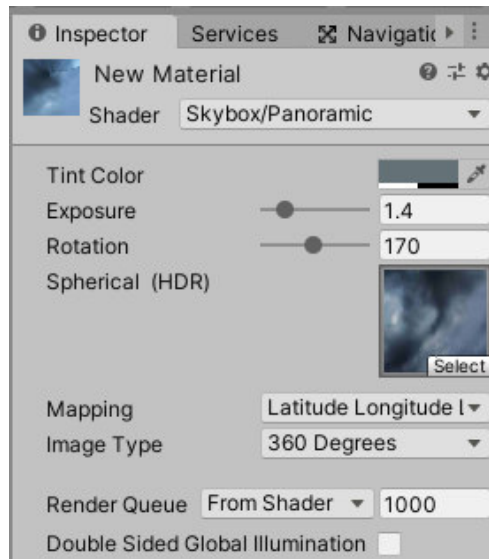 Inspector Services Navigatic
New Material
Shader Skybox/Panoramic
Tint Color
Exposure 1.4
Rotation 170
Spherical (HDR)
Select
Mapping Latitude Longitude L
Image Type 360 Degrees
Render Queue From Shader 1000
Double Sided Global Illumination